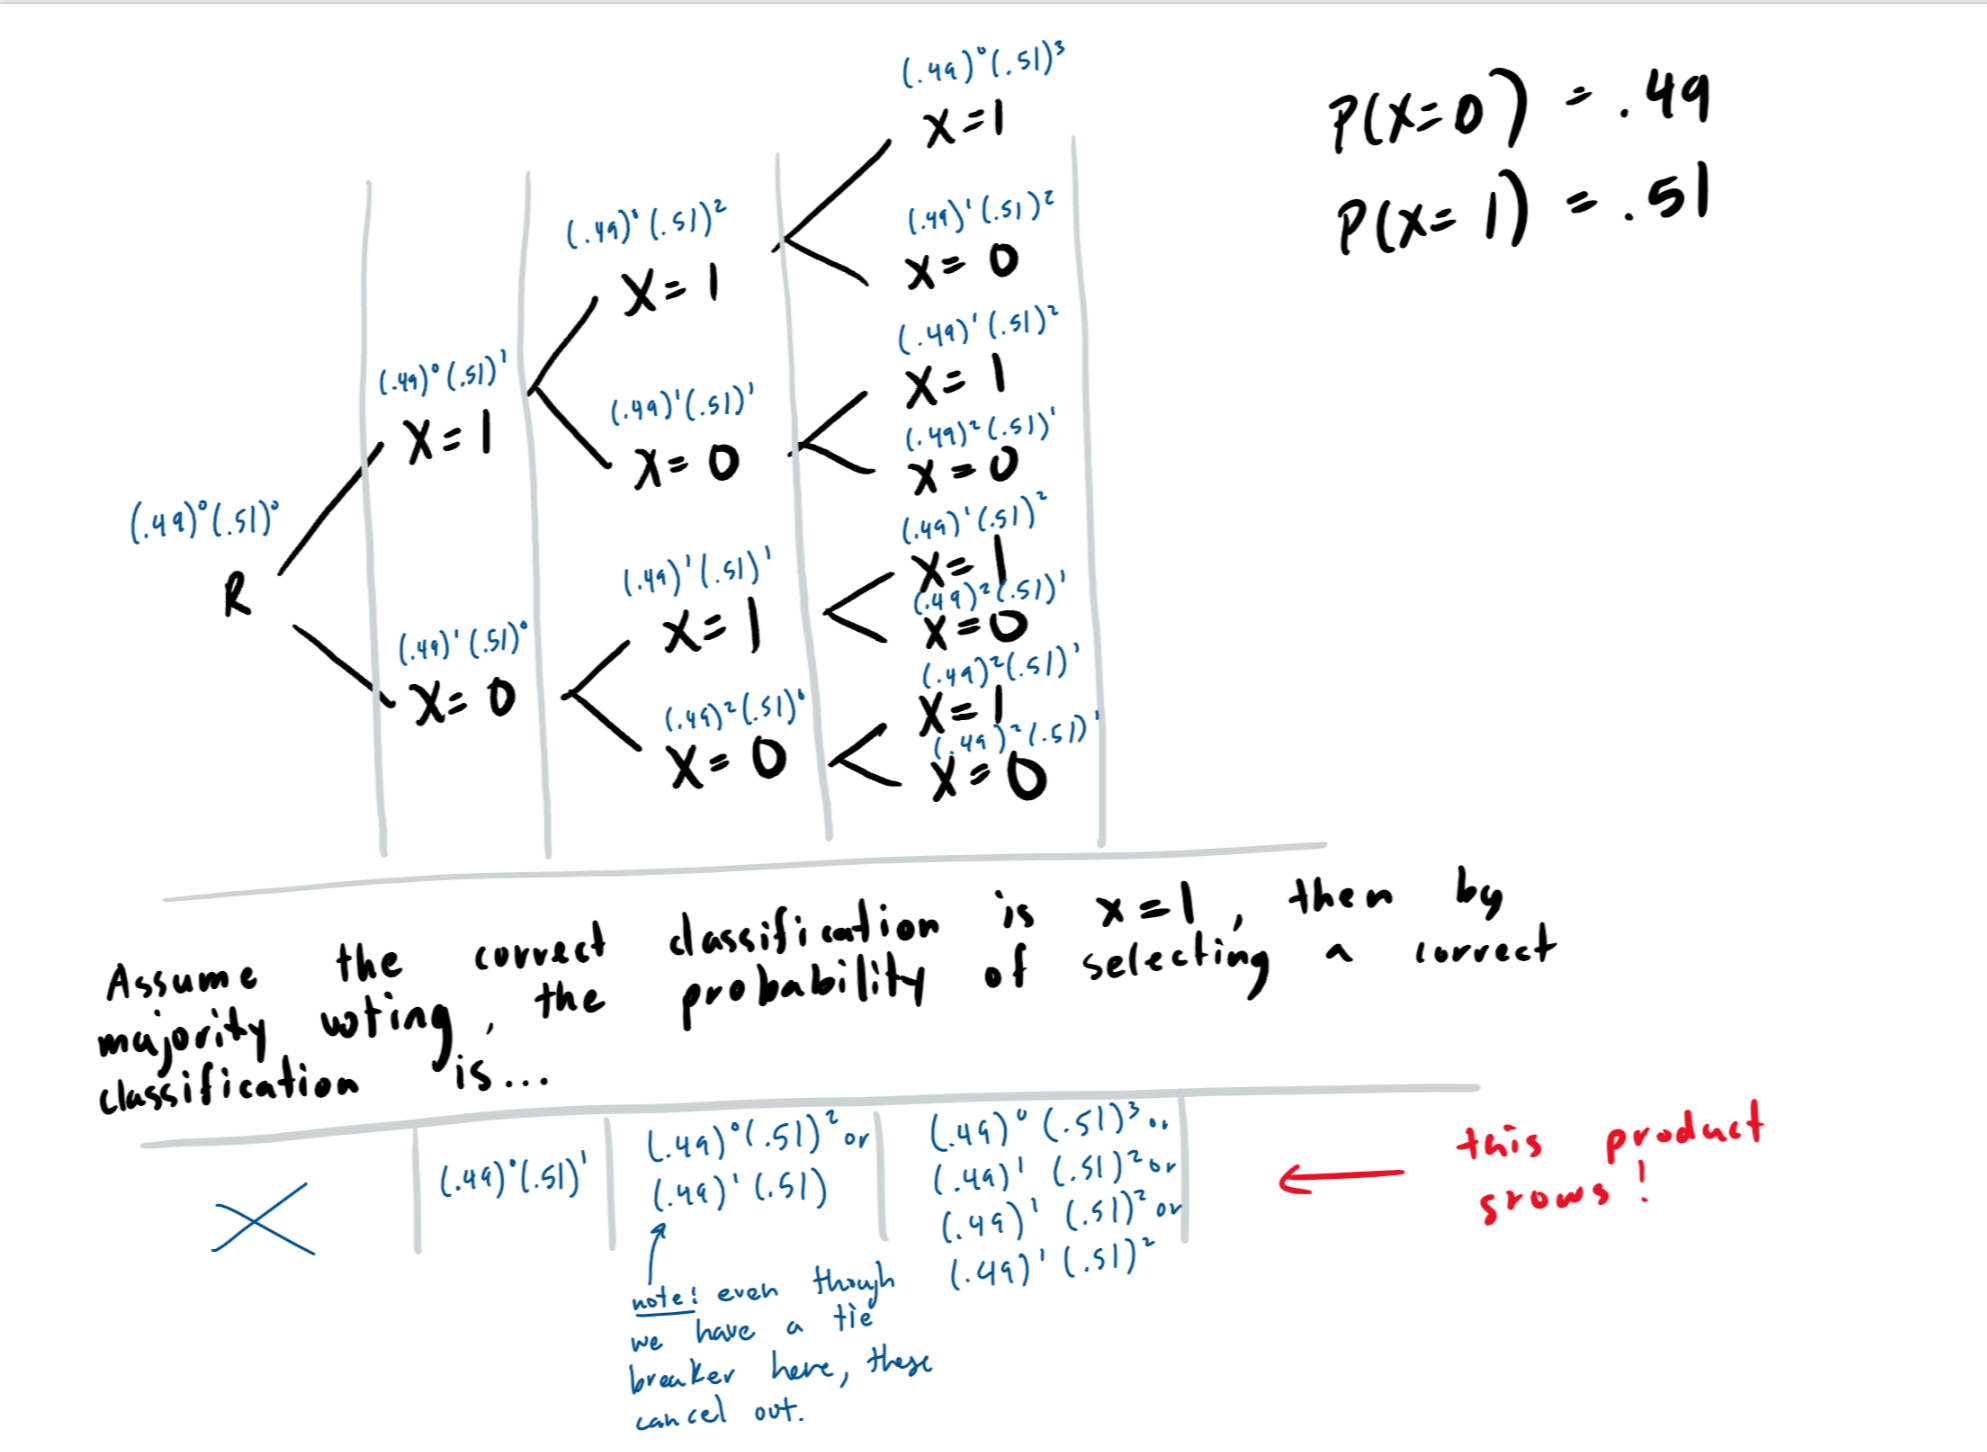 (.49)⁰(.51)³
x=1
P(X=0) = .49
P(X=1) = .51
(.49)⁰(.51)²
X=1
(.49)¹(.51)²
x=0
(.49)⁰(.51)¹
X=1
(.49)¹(.51)¹
X=0
(.49)¹(.51)²
X=1
(.49)²(.51)¹
X=0
(.49)⁰(.51)⁰
R
(.49)¹(.51)⁰
X=0
(.49)¹(.51)¹
X=1
(.49)²(.51)⁰
X=0
(.49)¹(.51)²
X=1
(.49)²(.51)¹
X=0
(.49)²(.51)¹
X=1
(.49)²(.51)¹
X=0
Assume the correct classification is x=1, then by
majority voting, the probability of selecting a correct
classification is...
(.49)⁰(.51)¹
(.49)⁰(.51)² or
(.49)¹(.51)
(.49)⁰ (.51)³ or
(.49)¹ (.51)² or
(.49)¹ (.51)² or
(.49)¹ (.51)²
this product
grows!
note! even though
we have a tie
breaker here, these
cancel out.